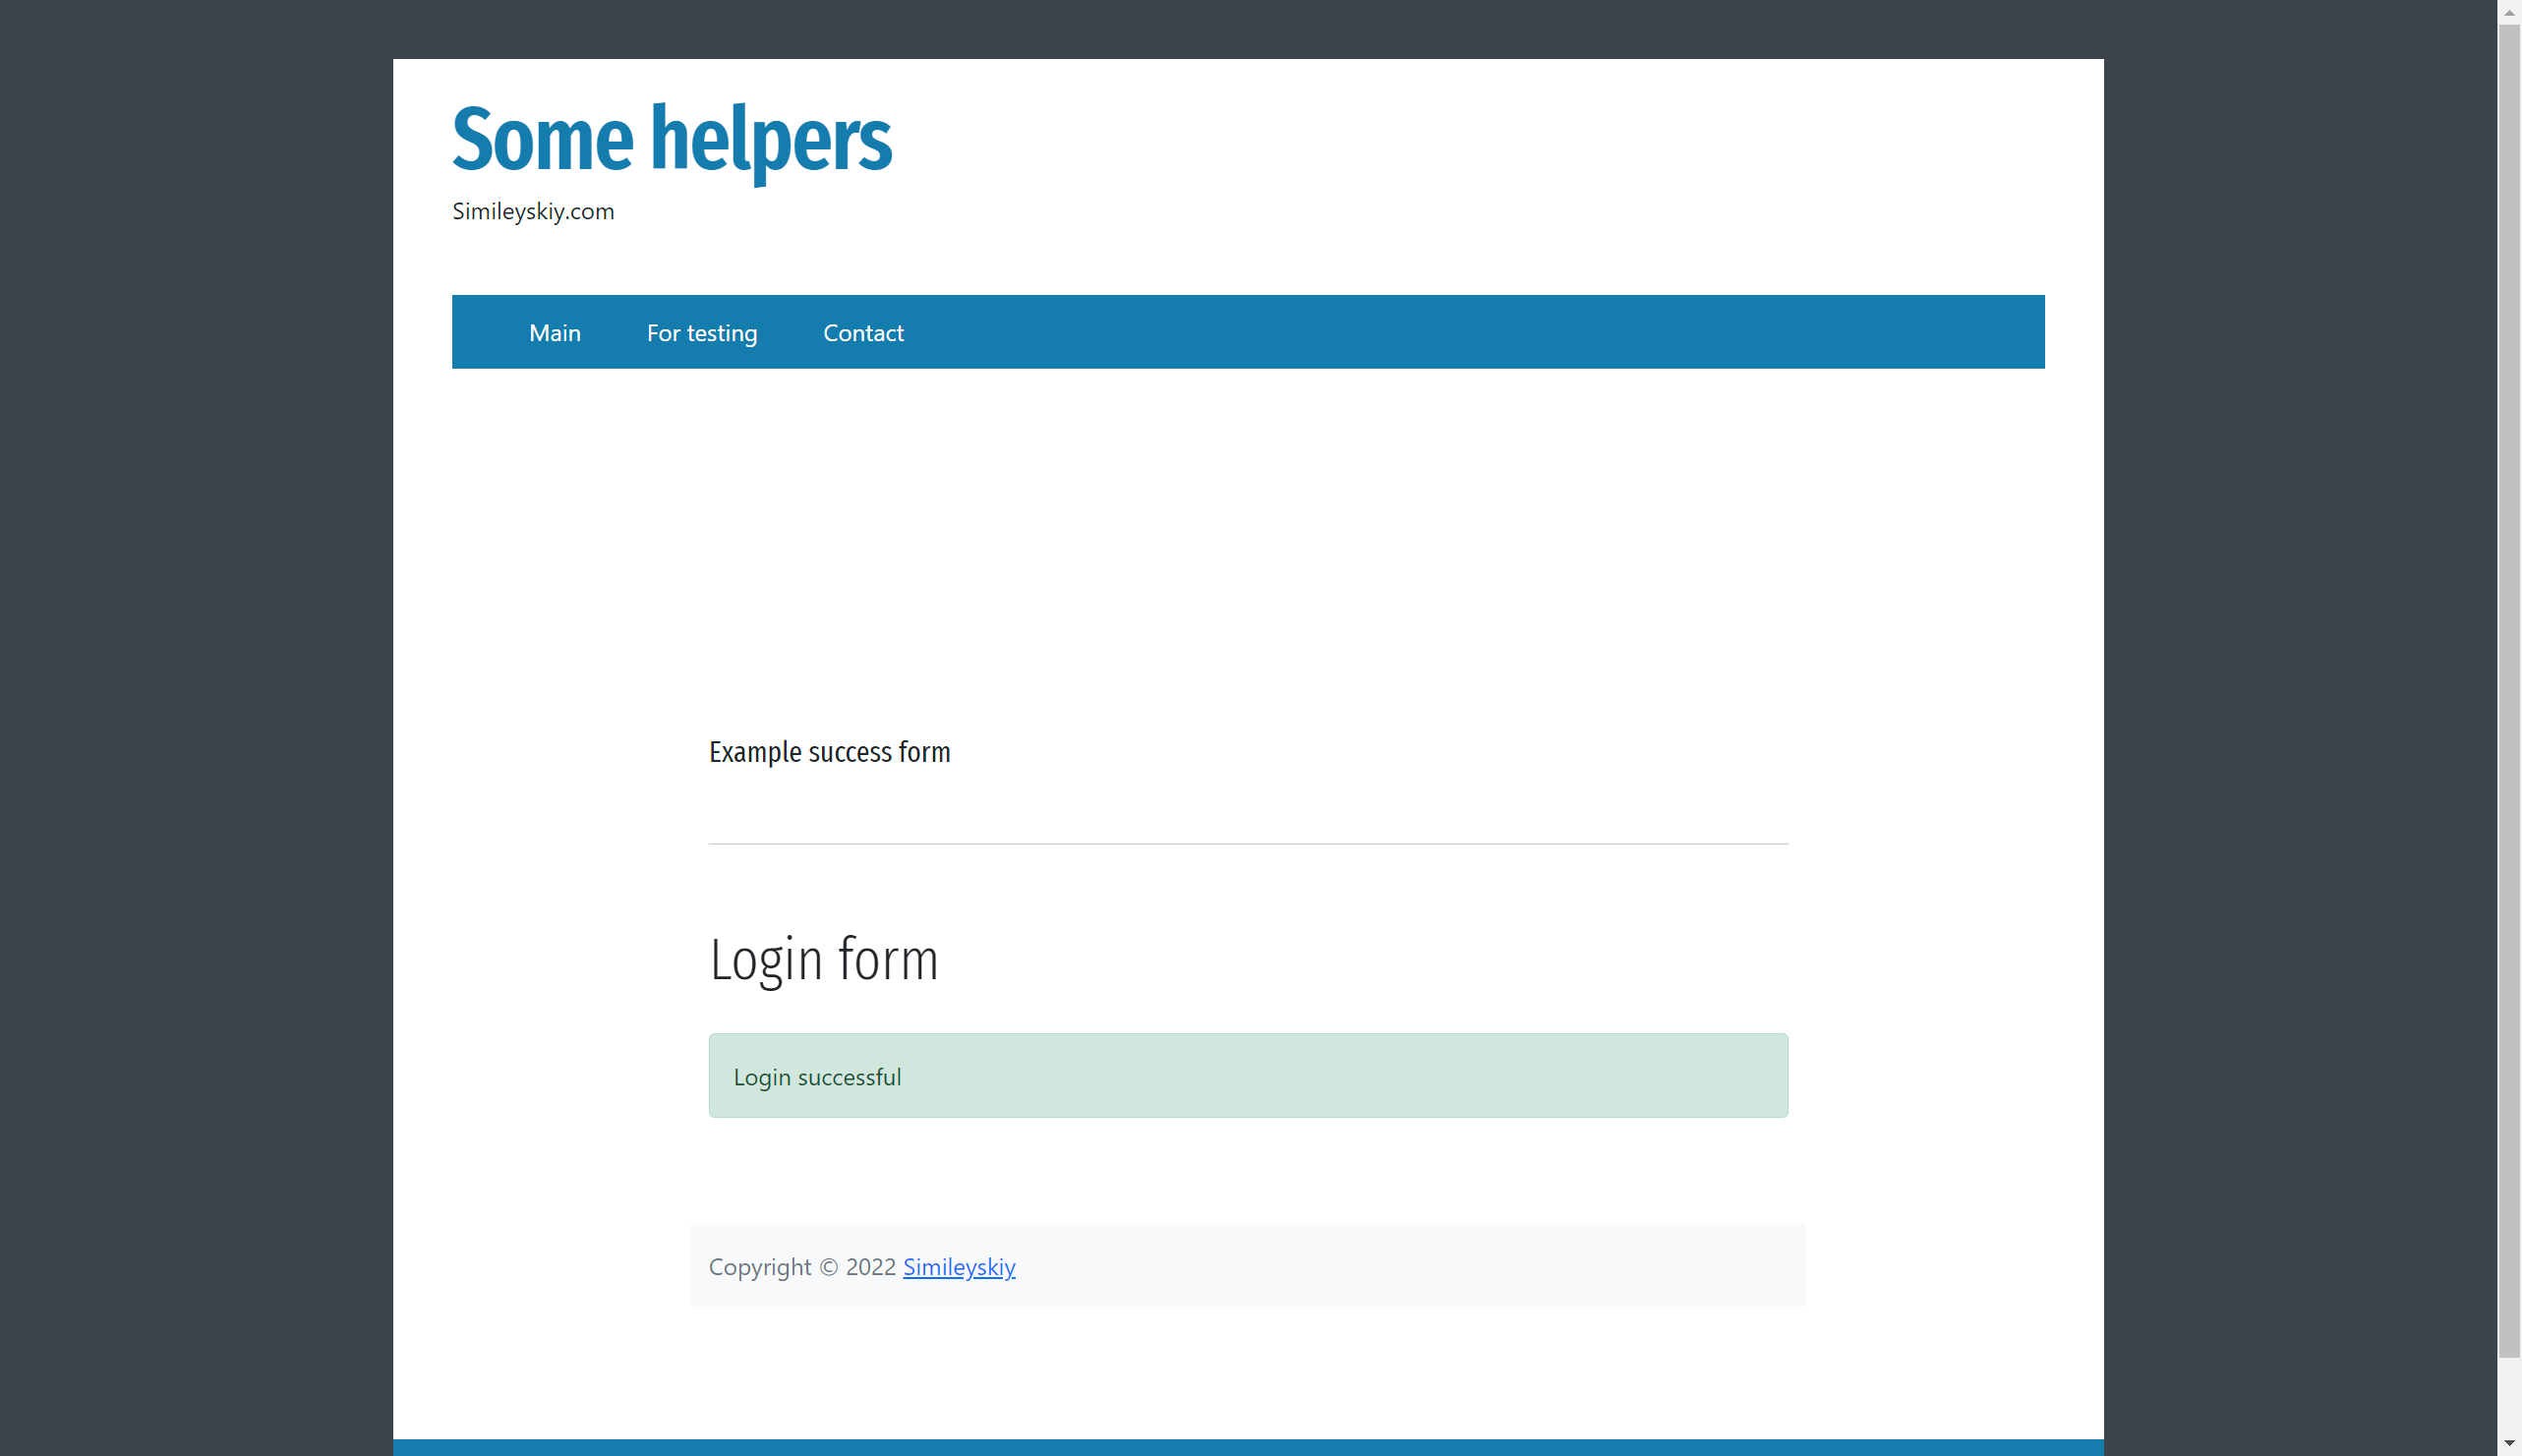 Some helpers
Simileyskiy.com
Main For testing Contact
Example success form
Login form
Login successful
Copyright © 2022 Simileyskiy